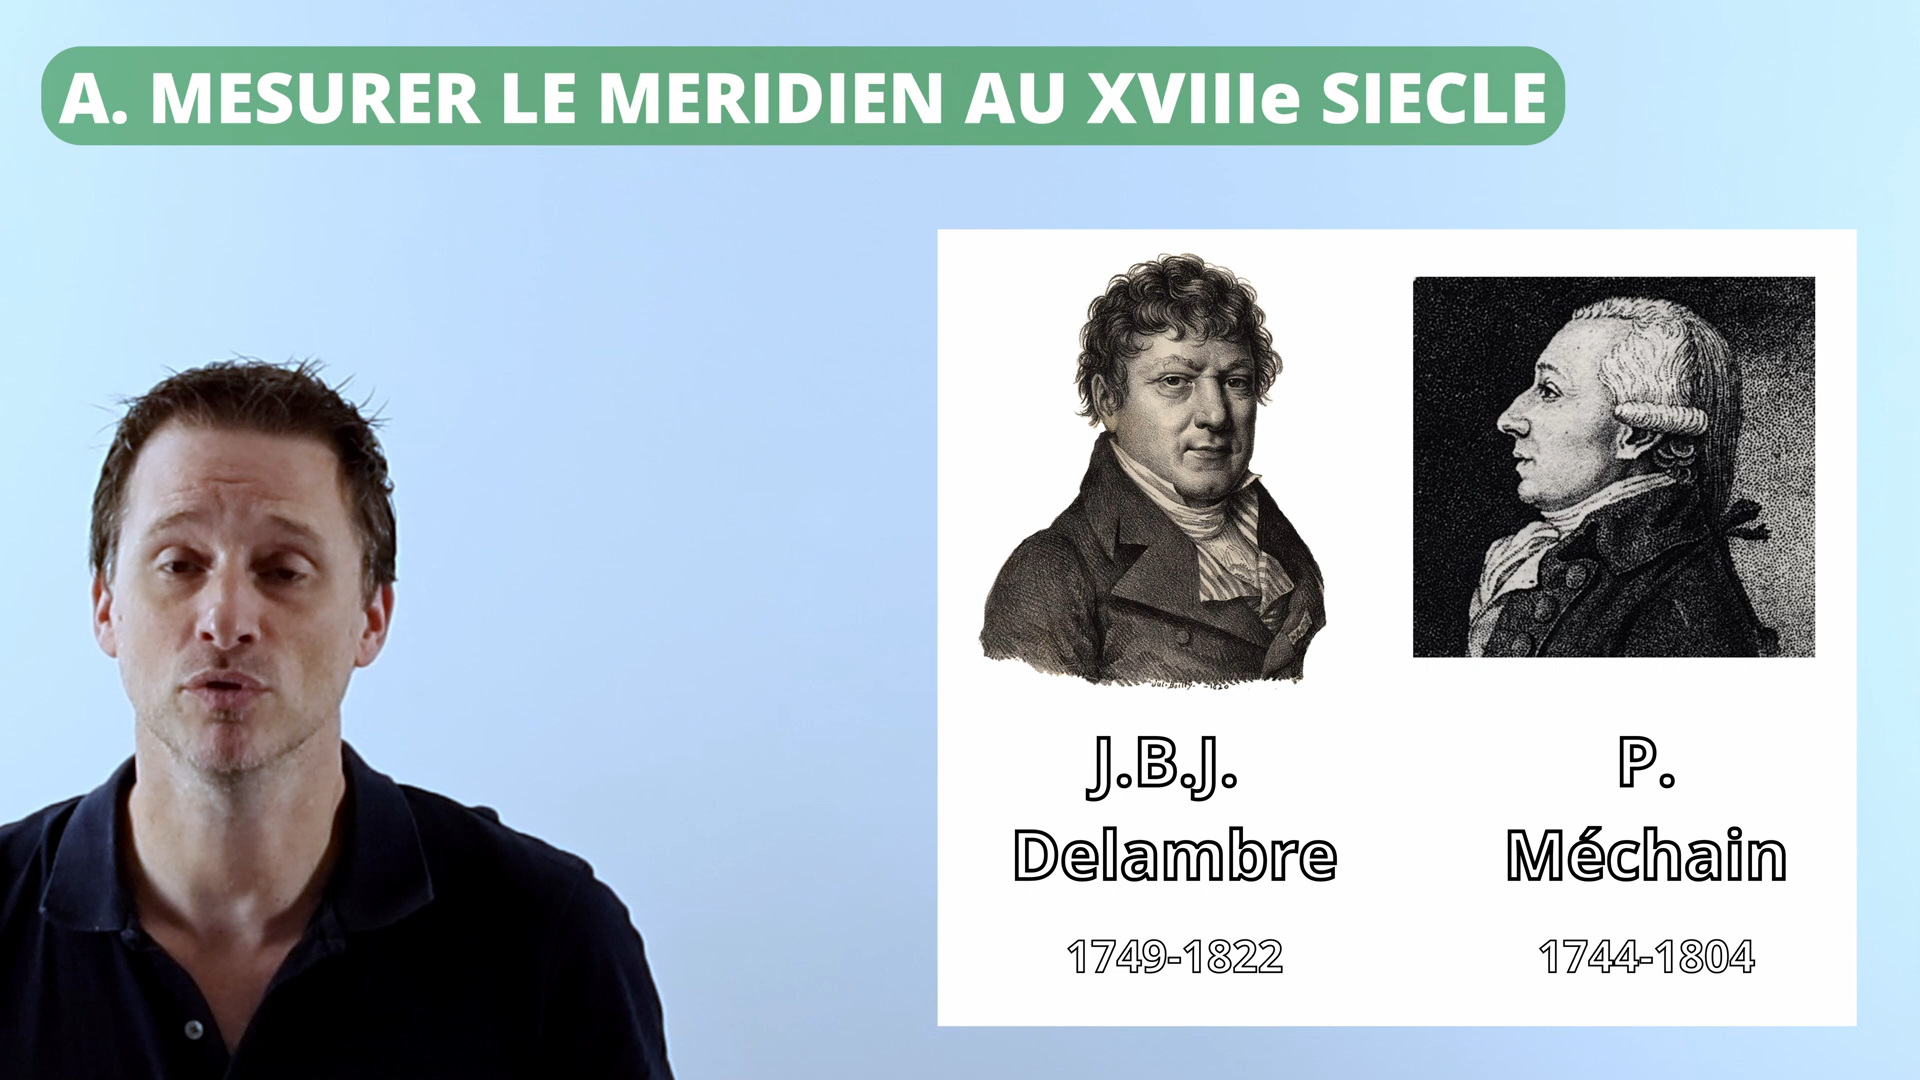 A. MESURER LE MERIDIEN AU XVIIIe SIECLE
J.B.J.
Delambre
1749-1822
P.
Méchain
1744-1804